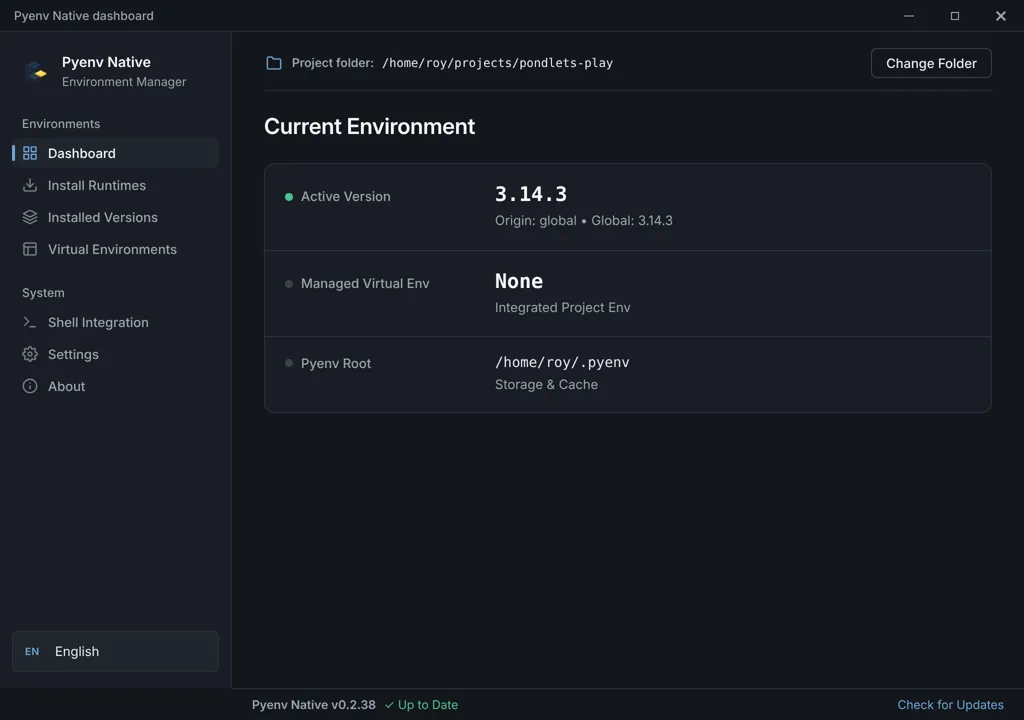 Pyenv Native dashboard
Pyenv Native
Environment Manager
Environments
Dashboard
Install Runtimes
Installed Versions
Virtual Environments
System
Shell Integration
Settings
About
EN English
Project folder: /home/roy/projects/pondlets-play
Change Folder
Current Environment
Active Version
3.14.3
Origin: global • Global: 3.14.3
Managed Virtual Env
None
Integrated Project Env
Pyenv Root
/home/roy/.pyenv
Storage & Cache
Pyenv Native v0.2.38 ✓ Up to Date
Check for Updates